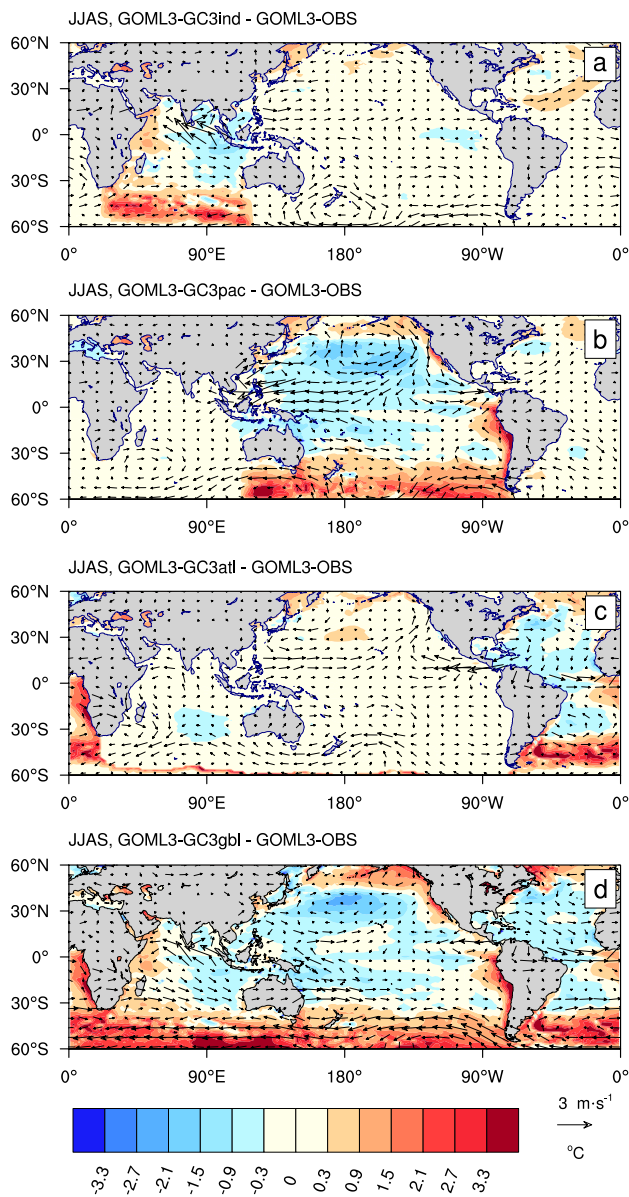 JJAS, GOML3-GC3ind - GOML3-OBS
60°N
a
30°N
0°
30°S
60°S
0° 90°E 180° 90°W 0°
JJAS, GOML3-GC3pac - GOML3-OBS
60°N
b
30°N
0°
30°S
60°S
0° 90°E 180° 90°W 0°
JJAS, GOML3-GC3atl - GOML3-OBS
60°N
c
30°N
0°
30°S
60°S
0° 90°E 180° 90°W 0°
JJAS, GOML3-GC3gbl - GOML3-OBS
60°N
d
30°N
0°
30°S
60°S
0° 90°E 180° 90°W 0°
3 m·s⁻¹
°C
-3.3 -2.7 -2.1 -1.5 -0.9 -0.3 0 0.3 0.9 1.5 2.1 2.7 3.3